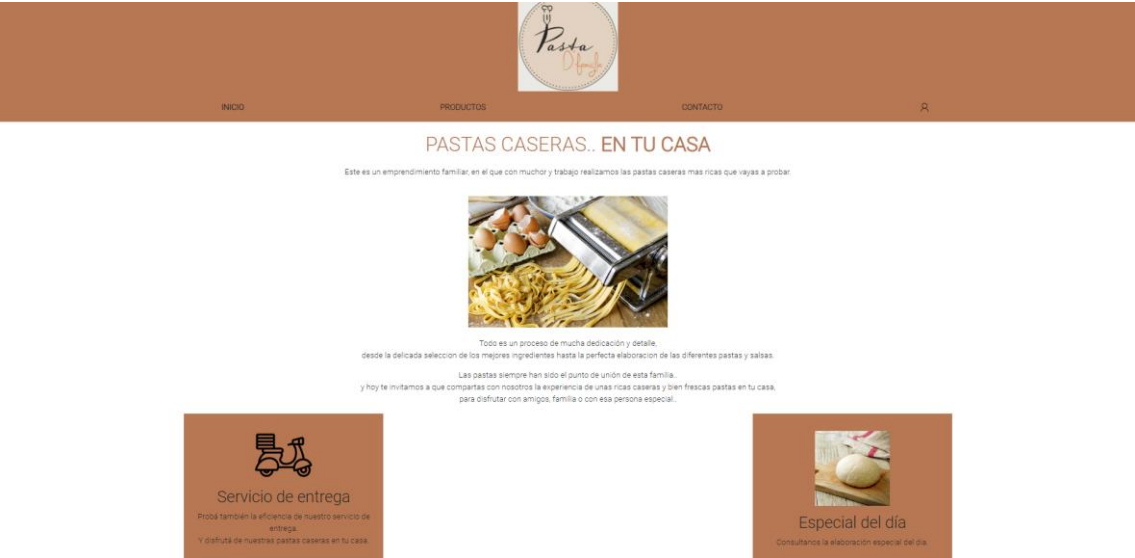 Pasta
D' familia
INICIO
PRODUCTOS
CONTACTO
PASTAS CASERAS.. EN TU CASA
Este es un emprendimiento familiar, en el que con muchor y trabajo realizamos las pastas caseras mas ricas que vayas a probar.
Todo es un proceso de mucha dedicación y detalle,
desde la delicada seleccion de los mejores ingredientes hasta la perfecta elaboracion de las diferentes pastas y salsas.
Las pastas siempre han sido el punto de unión de esta familia..
y hoy te invitamos a que compartas con nosotros la experiencia de unas ricas caseras y bien frescas pastas en tu casa,
para disfrutar con amigos, familia o con esa persona especial..
Servicio de entrega
Probá también la eficiencia de nuestro servicio de
entrega.
Y disfrutá de nuestras pastas caseras en tu casa.
Especial del día
Consultanos la elaboración especial del dia.